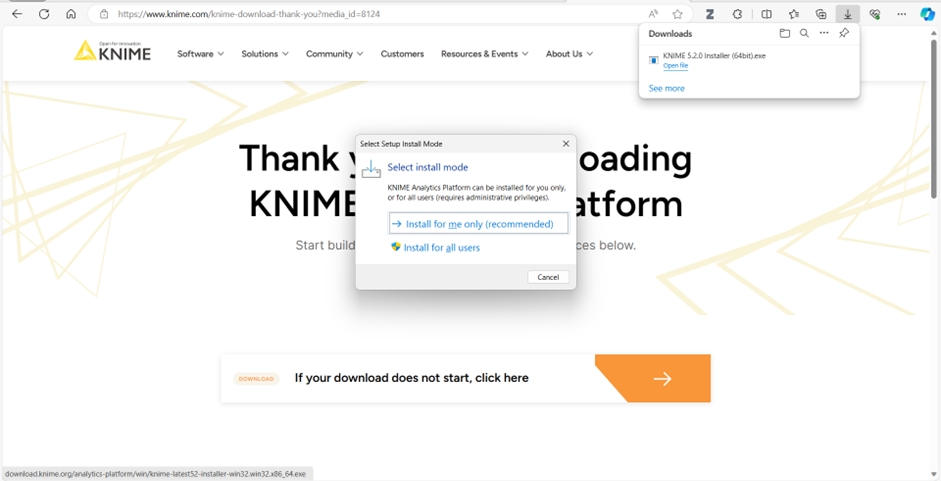 https://www.knime.com/knime-download-thank-you?media_id=8124
Downloads
KNIME 5.2.0 Installer (64bit).exe
Open file
See more
Open for Innovation
KNIME
Software
Solutions
Community
Customers
Resources & Events
About Us
Thank y
oading
KNIME
atform
Start build
ces below.
Select Setup Install Mode
Select install mode
KNIME Analytics Platform can be installed for you only,
or for all users (requires administrative privileges).
Install for me only (recommended)
Install for all users
Cancel
DOWNLOAD
If your download does not start, click here
download.knime.org/analytics-platform/win/knime-latest52-installer-win32.win32.x86_64.exe